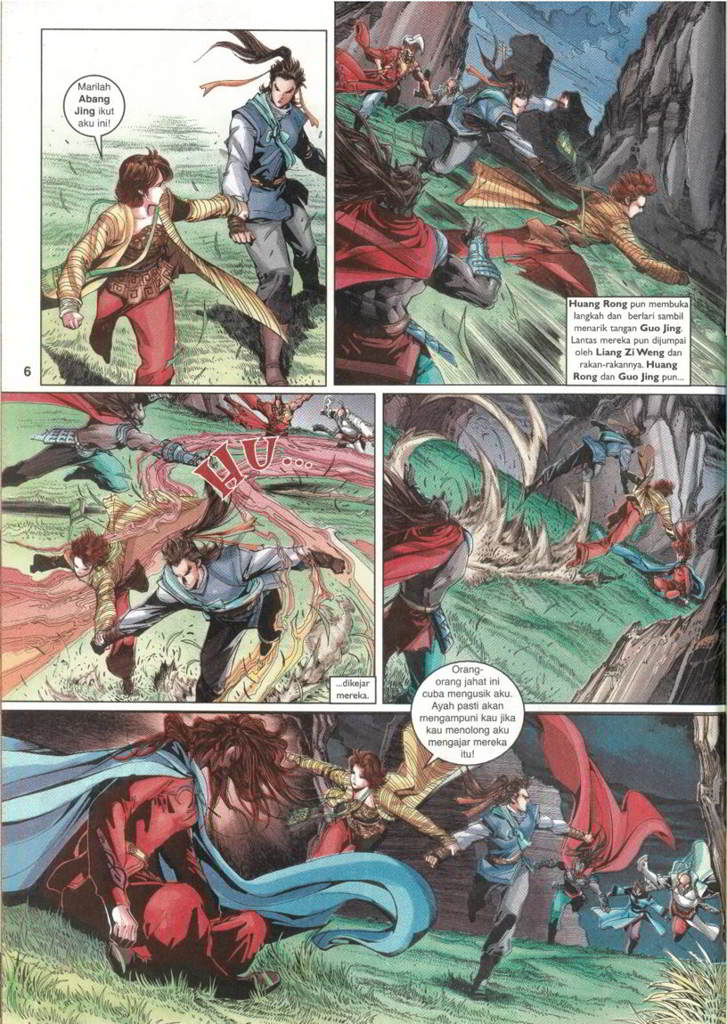 Marilah
Abang
Jing ikut
aku ini!
Huang Rong pun membuka
langkah dan berlari sambil
menarik tangan Guo Jing.
Lantas mereka pun dijumpai
oleh Liang Zi Weng dan
rakan-rakannya. Huang
Rong dan Guo Jing pun...
6
HU...
...dikejar
mereka.
Orang-
orang jahat ini
cuba mengusik aku.
Ayah pasti akan
mengampuni kau jika
kau menolong aku
mengajar mereka
itu!